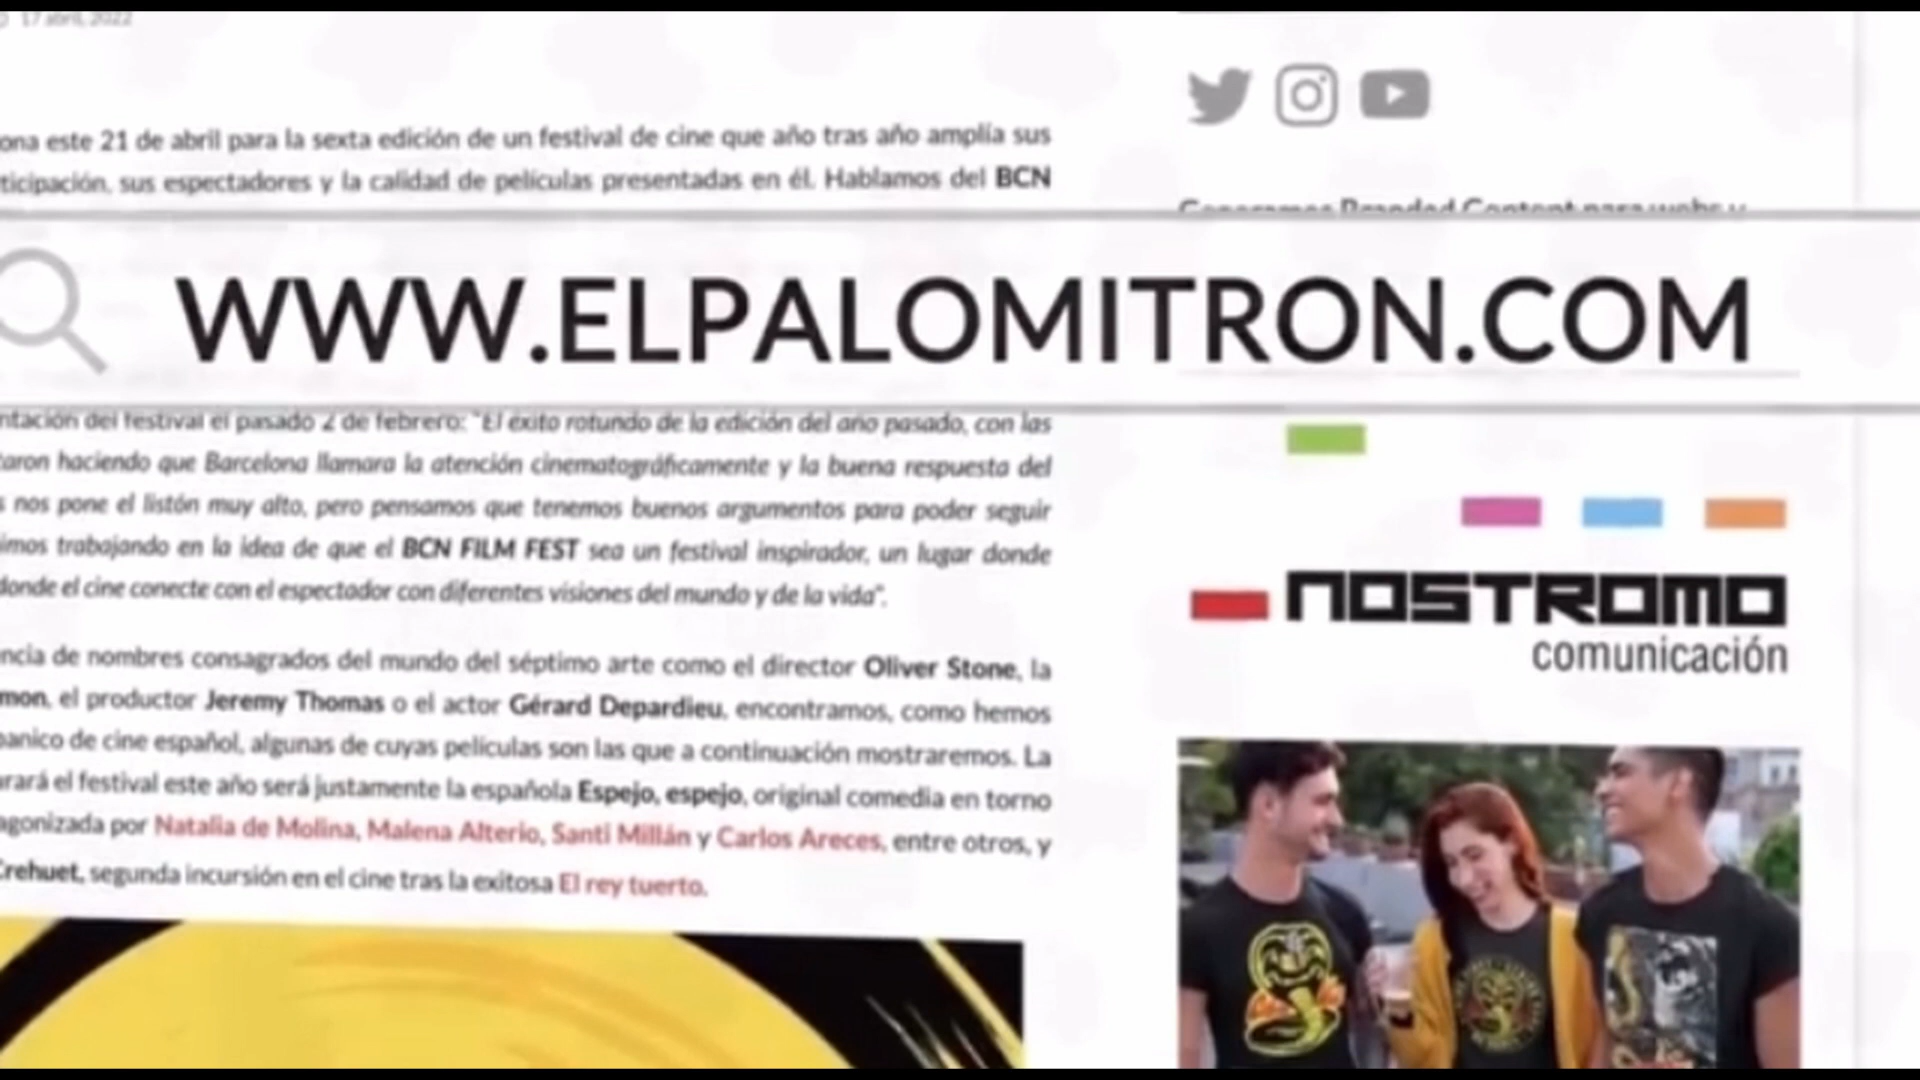 17 abril, 2022
ona este 21 de abril para la sexta edición de un festival de cine que año tras año amplía sus
ticipación, sus espectadores y la calidad de películas presentadas en él. Hablamos del BCN
Generamos Branded Content para webs y
WWW.ELPALOMITRON.COM
ntación del festival el pasado 2 de febrero: "El éxito rotundo de la edición del año pasado, con las
taron haciendo que Barcelona llamara la atención cinematográficamente y la buena respuesta del
s nos pone el listón muy alto, pero pensamos que tenemos buenos argumentos para poder seguir
imos trabajando en la idea de que el BCN FILM FEST sea un festival inspirador, un lugar donde
donde el cine conecte con el espectador con diferentes visiones del mundo y de la vida".
NOSTROMO
comunicación
ncia de nombres consagrados del mundo del séptimo arte como el director Oliver Stone, la
mon, el productor Jeremy Thomas o el actor Gérard Depardieu, encontramos, como hemos
panico de cine español, algunas de cuyas películas son las que a continuación mostraremos. La
urará el festival este año será justamente la española Espejo, espejo, original comedia en torno
agonizada por Natalia de Molina, Malena Alterio, Santi Millán y Carlos Areces, entre otros, y
Crehuet, segunda incursión en el cine tras la exitosa El rey tuerto.